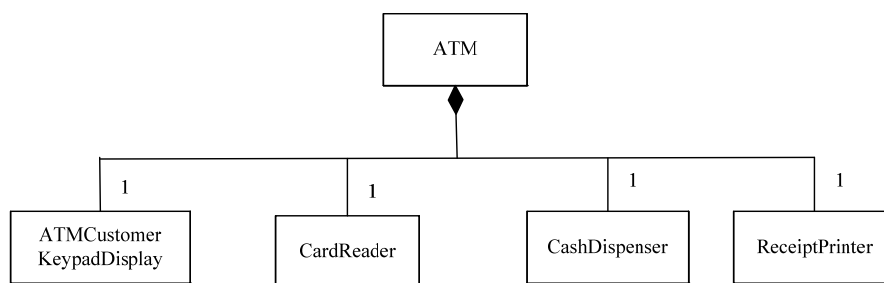 ATM
1
1
1
1
ATMCustomer
KeypadDisplay
CardReader
CashDispenser
ReceiptPrinter